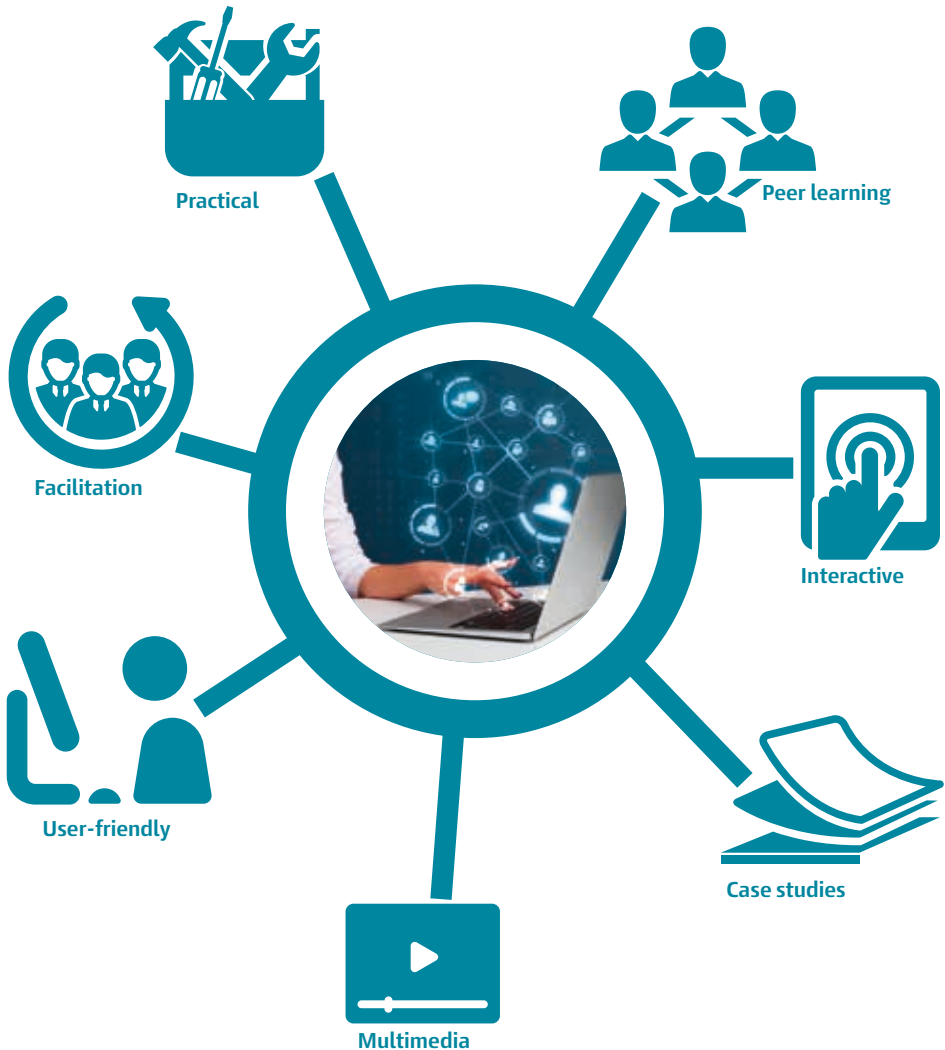 Practical
Peer learning
Facilitation
Interactive
User-friendly
Case studies
Multimedia